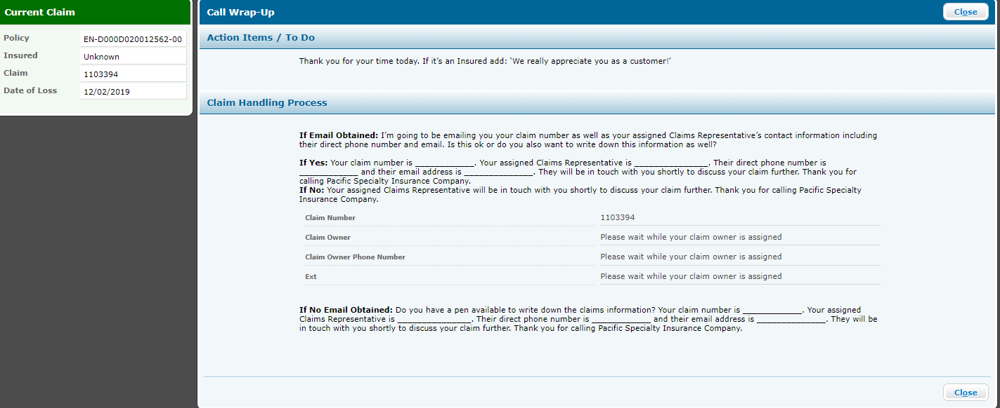 Current Claim
Policy EN-D000D020012562-00
Insured Unknown
Claim 1103394
Date of Loss 12/02/2019
Call Wrap-Up Close
Action Items / To Do
Thank you for your time today. If it’s an Insured add: ‘We really appreciate you as a customer!’
Claim Handling Process
If Email Obtained: I’m going to be emailing you your claim number as well as your assigned Claims Representative’s contact information including
their direct phone number and email. Is this ok or do you also want to write down this information as well?
If Yes: Your claim number is ____________. Your assigned Claims Representative is _______________. Their direct phone number is
____________ and their email address is ______________. They will be in touch with you shortly to discuss your claim further. Thank you for
calling Pacific Specialty Insurance Company.
If No: Your assigned Claims Representative will be in touch with you shortly to discuss your claim further. Thank you for calling Pacific Specialty
Insurance Company.
Claim Number 1103394
Claim Owner Please wait while your claim owner is assigned
Claim Owner Phone Number Please wait while your claim owner is assigned
Ext Please wait while your claim owner is assigned
If No Email Obtained: Do you have a pen available to write down the claims information? Your claim number is ____________. Your assigned
Claims Representative is _______________. Their direct phone number is ____________ and their email address is ______________. They will be
in touch with you shortly to discuss your claim further. Thank you for calling Pacific Specialty Insurance Company.
Close